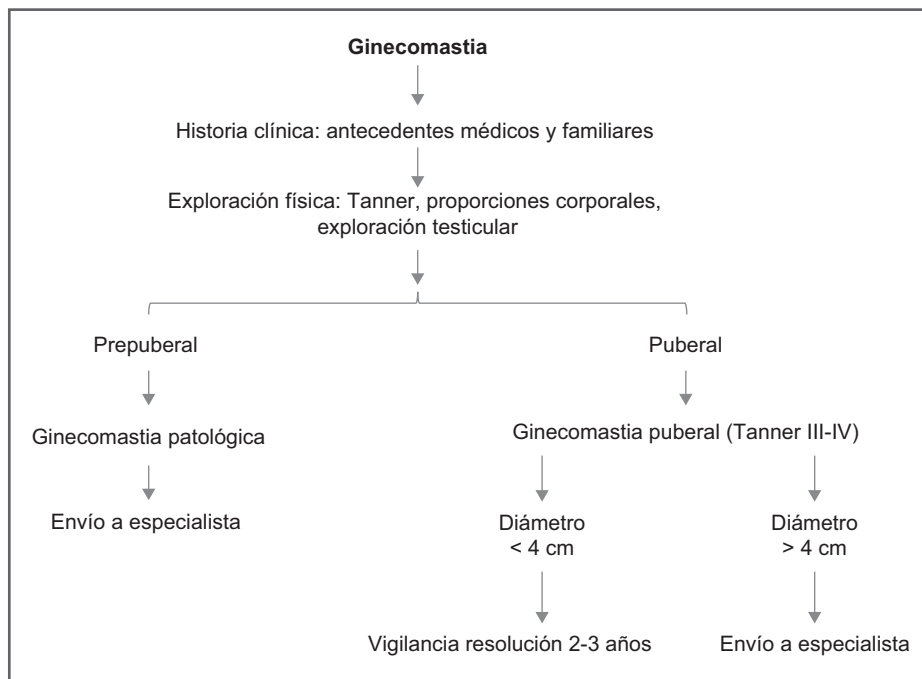 Ginecomastia
Historia clínica: antecedentes médicos y familiares
Exploración física: Tanner, proporciones corporales,
exploración testicular
Prepuberal
Puberal
Ginecomastia patológica
Ginecomastia puberal (Tanner III-IV)
Envío a especialista
Diámetro
< 4 cm
Diámetro
> 4 cm
Vigilancia resolución 2-3 años
Envío a especialista